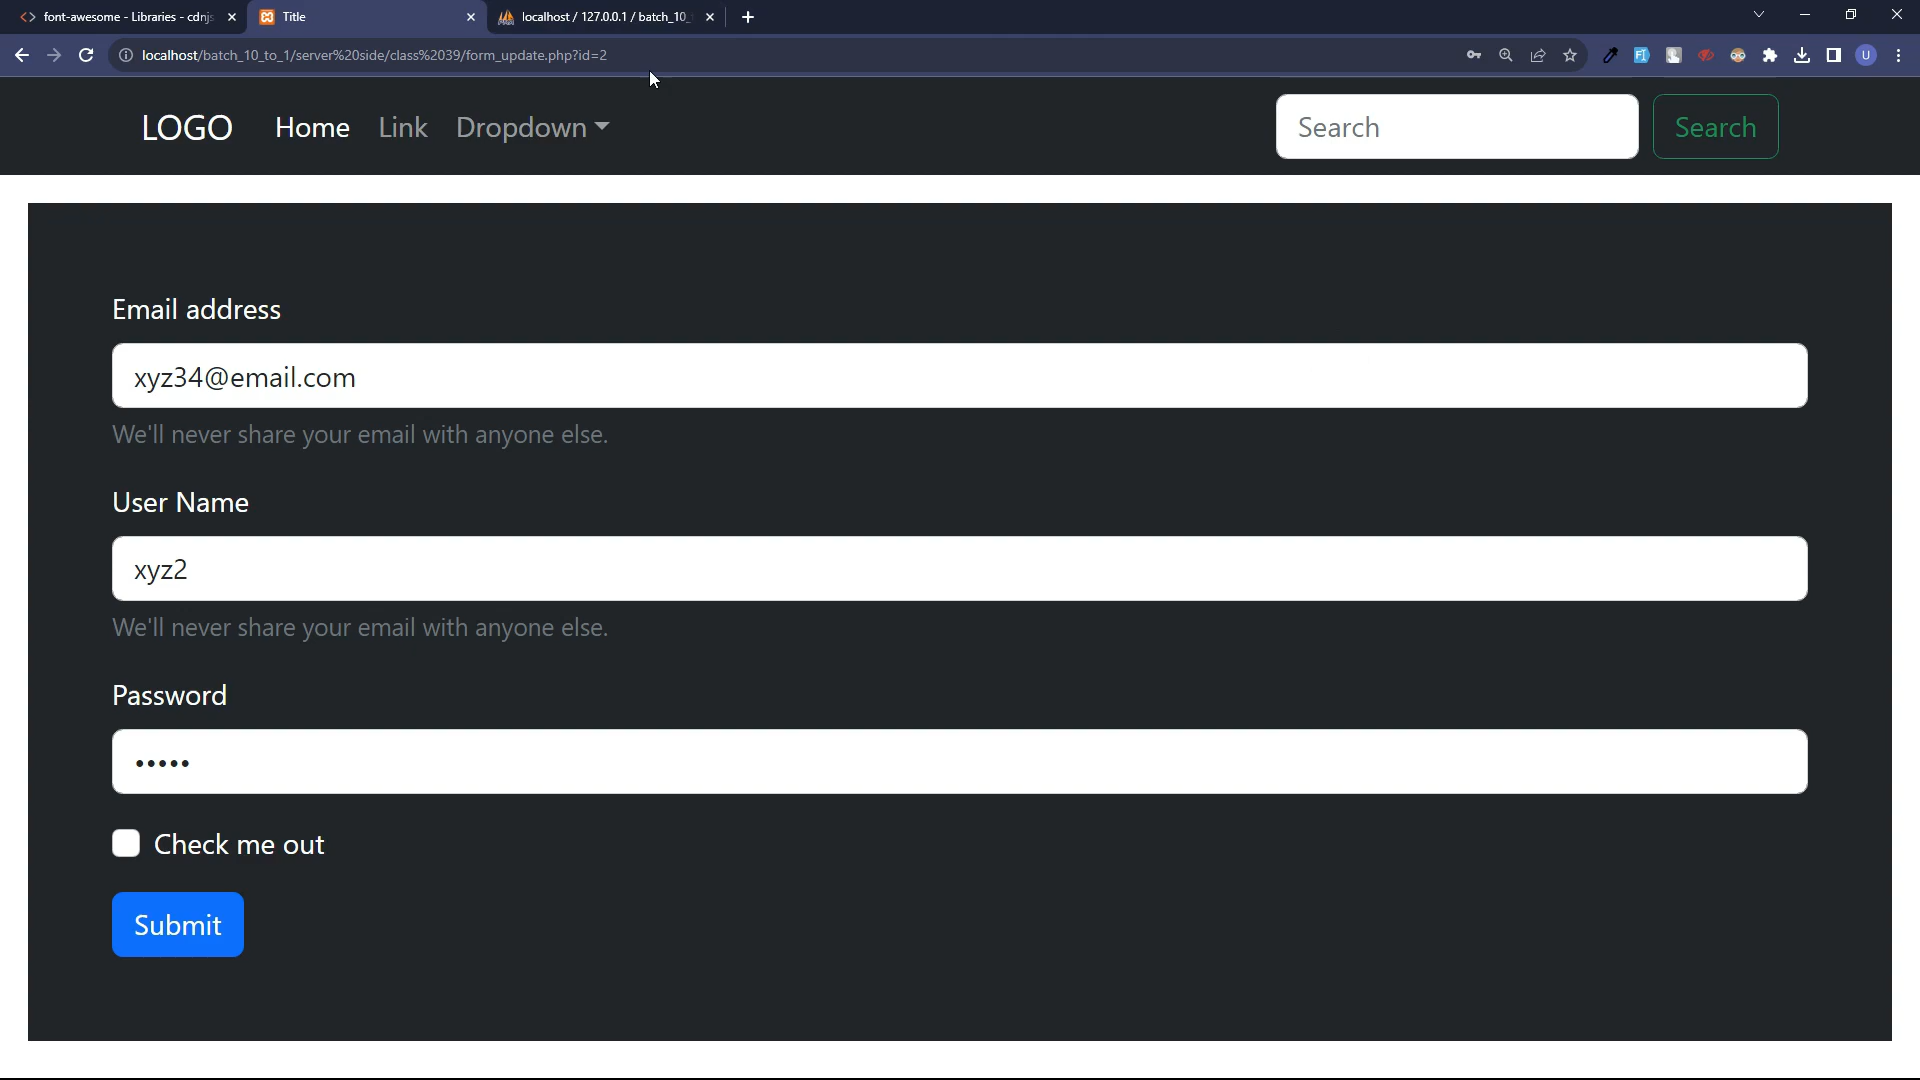 font-awesome - Libraries - cdnjs
Title
localhost / 127.0.0.1 / batch_10_
localhost/batch_10_to_1/server%20side/class%2039/form_update.php?id=2
U
LOGO Home Link Dropdown Search Search
Email address
xyz34@email.com
We'll never share your email with anyone else.
User Name
xyz2
We'll never share your email with anyone else.
Password
•••••
Check me out
Submit